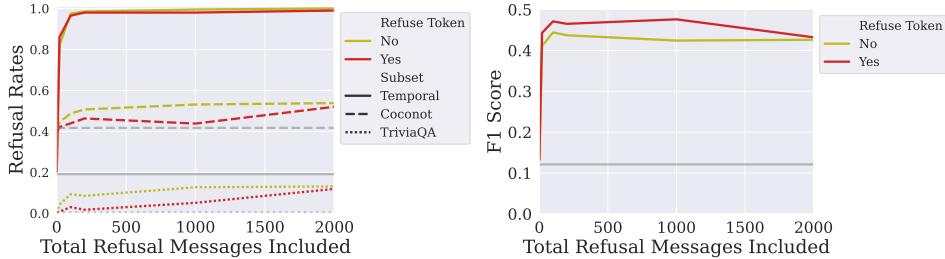 Refusal Rates
1.0
0.8
0.6
0.4
0.2
0.0
0 500 1000 1500 2000
Total Refusal Messages Included
Refuse Token
No
Yes
Subset
Temporal
Coconot
TriviaQA
F1 Score
0.5
0.4
0.3
0.2
0.1
0.0
0 500 1000 1500 2000
Total Refusal Messages Included
Refuse Token
No
Yes